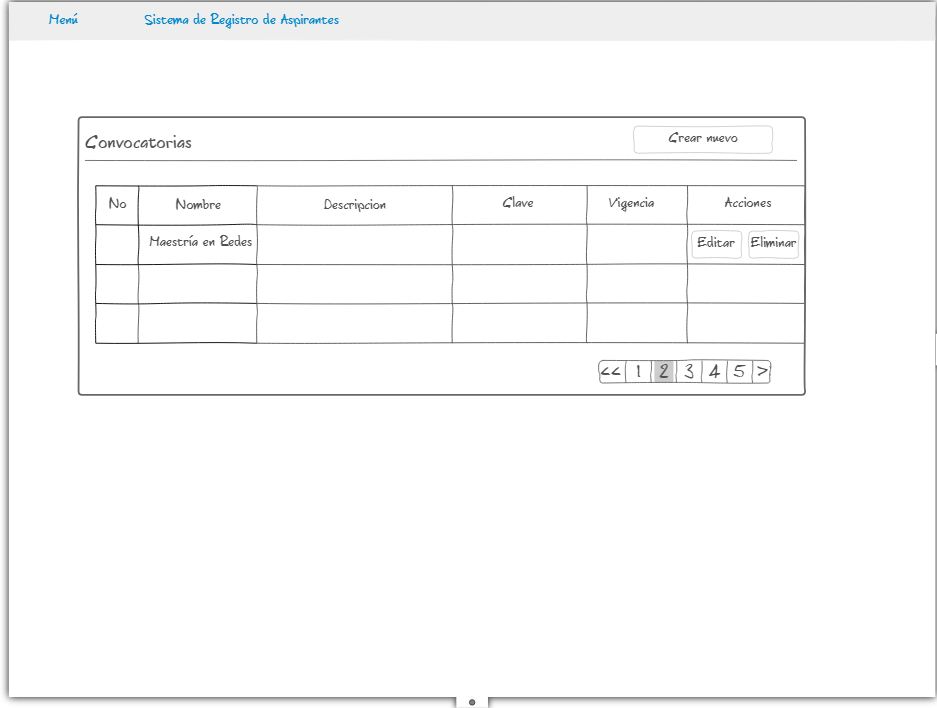 Menú Sistema de Registro de Aspirantes
Convocatorias Crear nuevo
No Nombre Descripcion Clave Vigencia Acciones
Maestría en Redes Editar Eliminar
<< 1 2 3 4 5 >